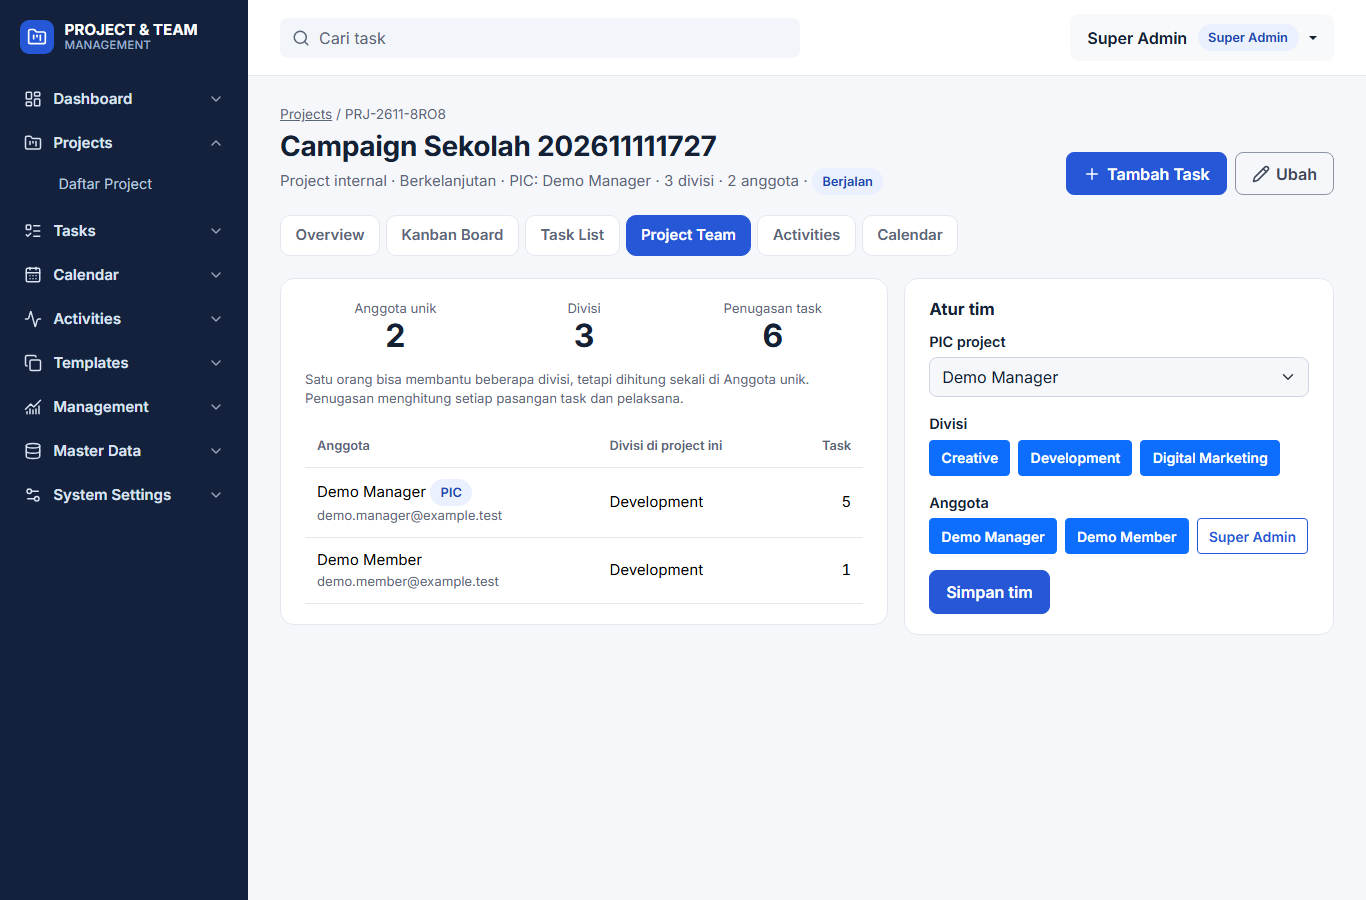 PROJECT & TEAM
MANAGEMENT
Dashboard
Projects
Daftar Project
Tasks
Calendar
Activities
Templates
Management
Master Data
System Settings
Cari task
Super Admin Super Admin
Projects / PRJ-2611-8RO8
Campaign Sekolah 202611111727
Project internal · Berkelanjutan · PIC: Demo Manager · 3 divisi · 2 anggota · Berjalan
Tambah Task
Ubah
Overview
Kanban Board
Task List
Project Team
Activities
Calendar
Anggota unik
2
Divisi
3
Penugasan task
6
Satu orang bisa membantu beberapa divisi, tetapi dihitung sekali di Anggota unik.
Penugasan menghitung setiap pasangan task dan pelaksana.
Anggota Divisi di project ini Task
Demo Manager PIC
demo.manager@example.test
Development
5
Demo Member
demo.member@example.test
Development
1
Atur tim
PIC project
Demo Manager
Divisi
Creative Development Digital Marketing
Anggota
Demo Manager Demo Member Super Admin
Simpan tim